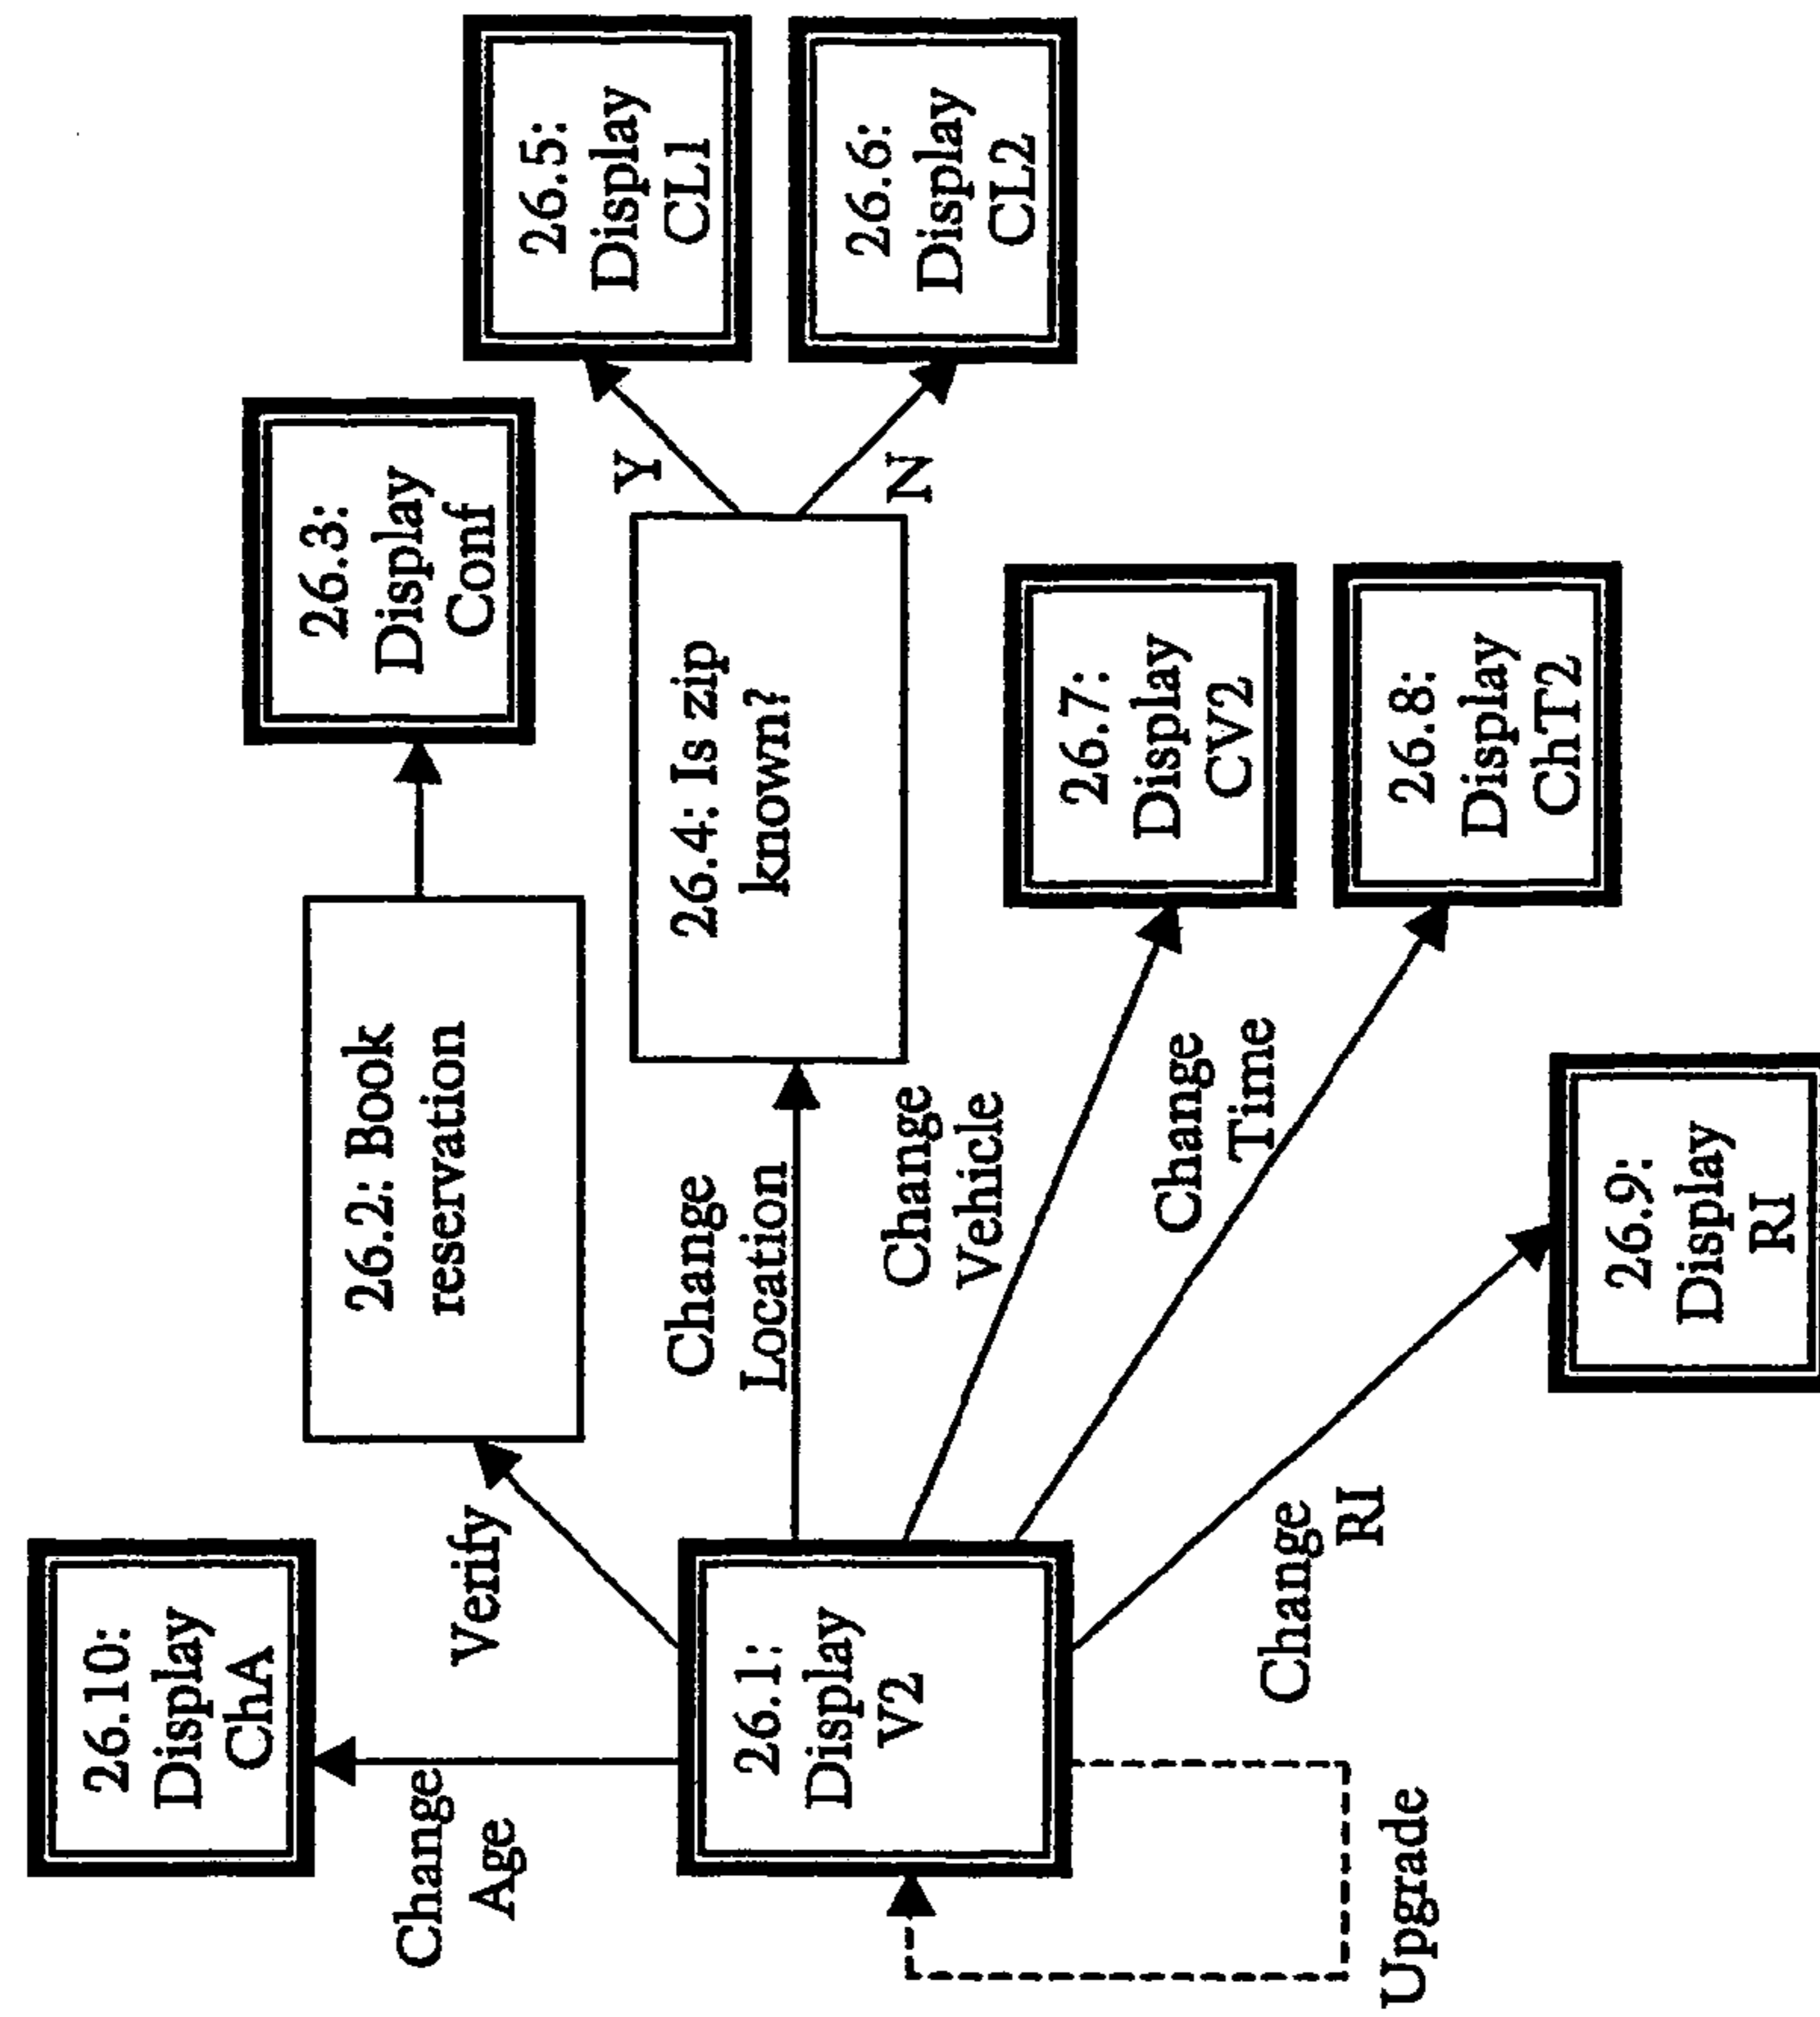 26.10:
Display
ChA
Change
Age
Verify
26.2: Book
reservation
26.3:
Display
Conf
26.1:
Display
V2
Change
Location
26.4: Is zip
known?
Y
N
26.5:
Display
CL1
26.6:
Display
CL2
Change
Vehicle
26.7:
Display
CV2
Change
Time
26.8:
Display
ChT2
Change
RI
26.9:
Display
RI
Upgrade